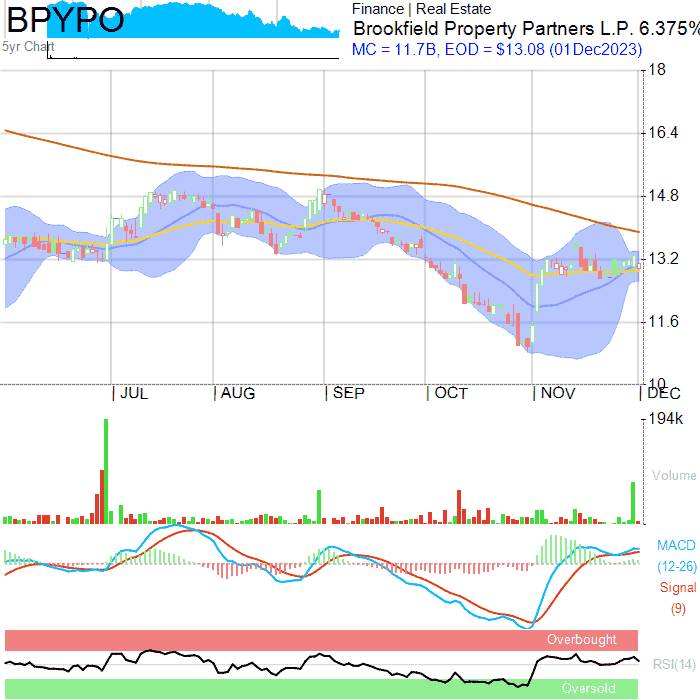 BPYPO
Finance | Real Estate
Brookfield Property Partners L.P. 6.375%
5yr Chart
MC = 11.7B, EOD = $13.08 (01Dec2023)
18
16.4
14.8
13.2
11.6
10
| JUL | AUG | SEP | OCT | NOV | DEC
194k
Volume
MACD
(12-26)
Signal
(9)
Overbought
RSI(14)
Oversold